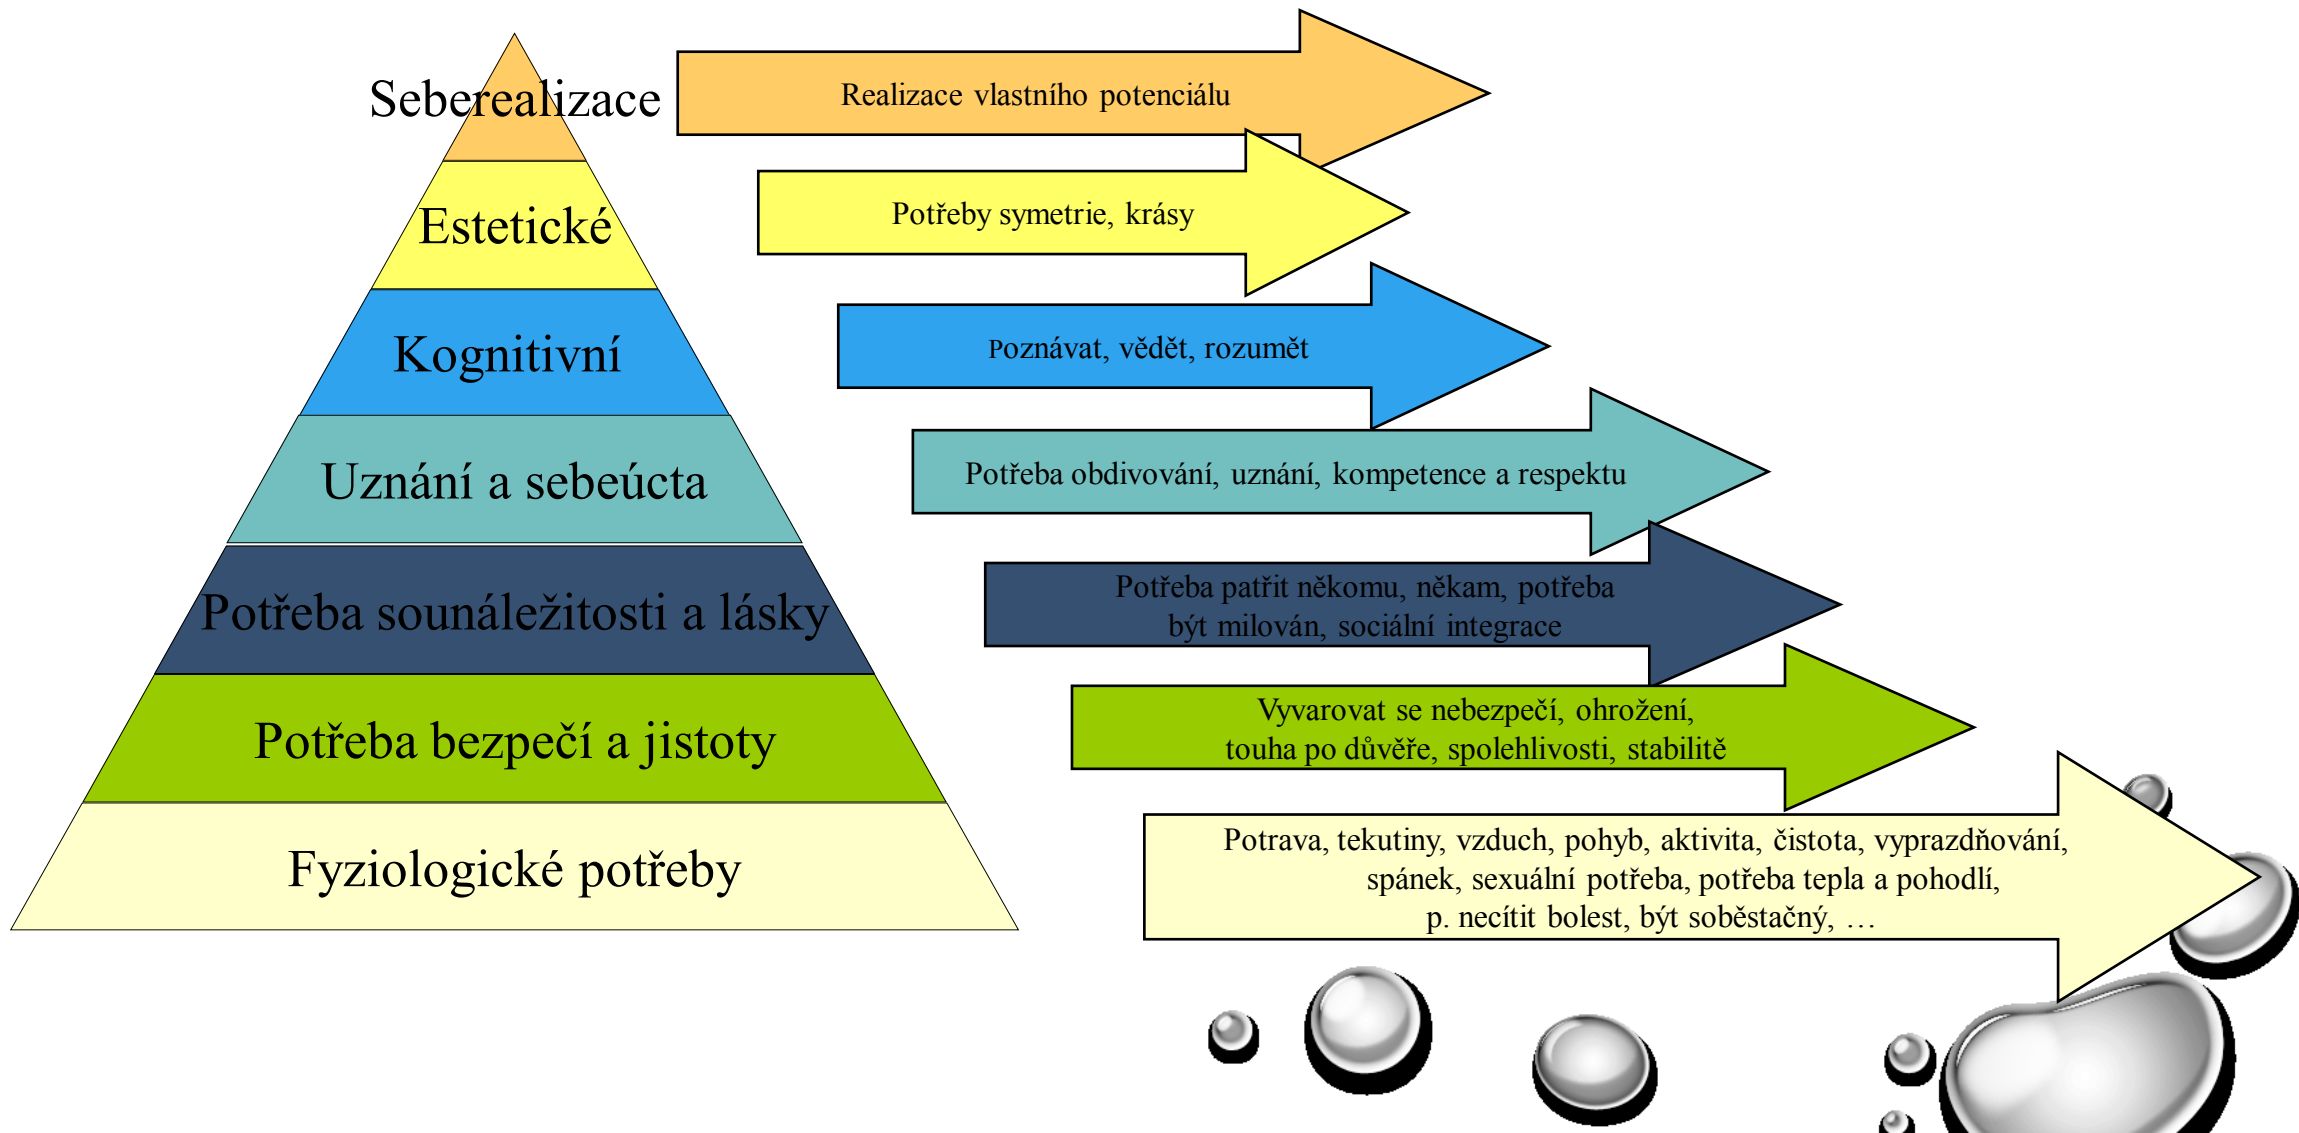 Seberealizace
Realizace vlastního potenciálu
Estetické
Potřeby symetrie, krásy
Kognitivní
Poznávat, vědět, rozumět
Uznání a sebeúcta
Potřeba obdivování, uznání, kompetence a respektu
Potřeba sounáležitosti a lásky
Potřeba patřit někomu, někam, potřeba
být milován, sociální integrace
Potřeba bezpečí a jistoty
Vyvarovat se nebezpečí, ohrožení,
touha po důvěře, spolehlivosti, stabilitě
Fyziologické potřeby
Potrava, tekutiny, vzduch, pohyb, aktivita, čistota, vyprazdňování,
spánek, sexuální potřeba, potřeba tepla a pohodlí,
p. necítit bolest, být soběstačný, …